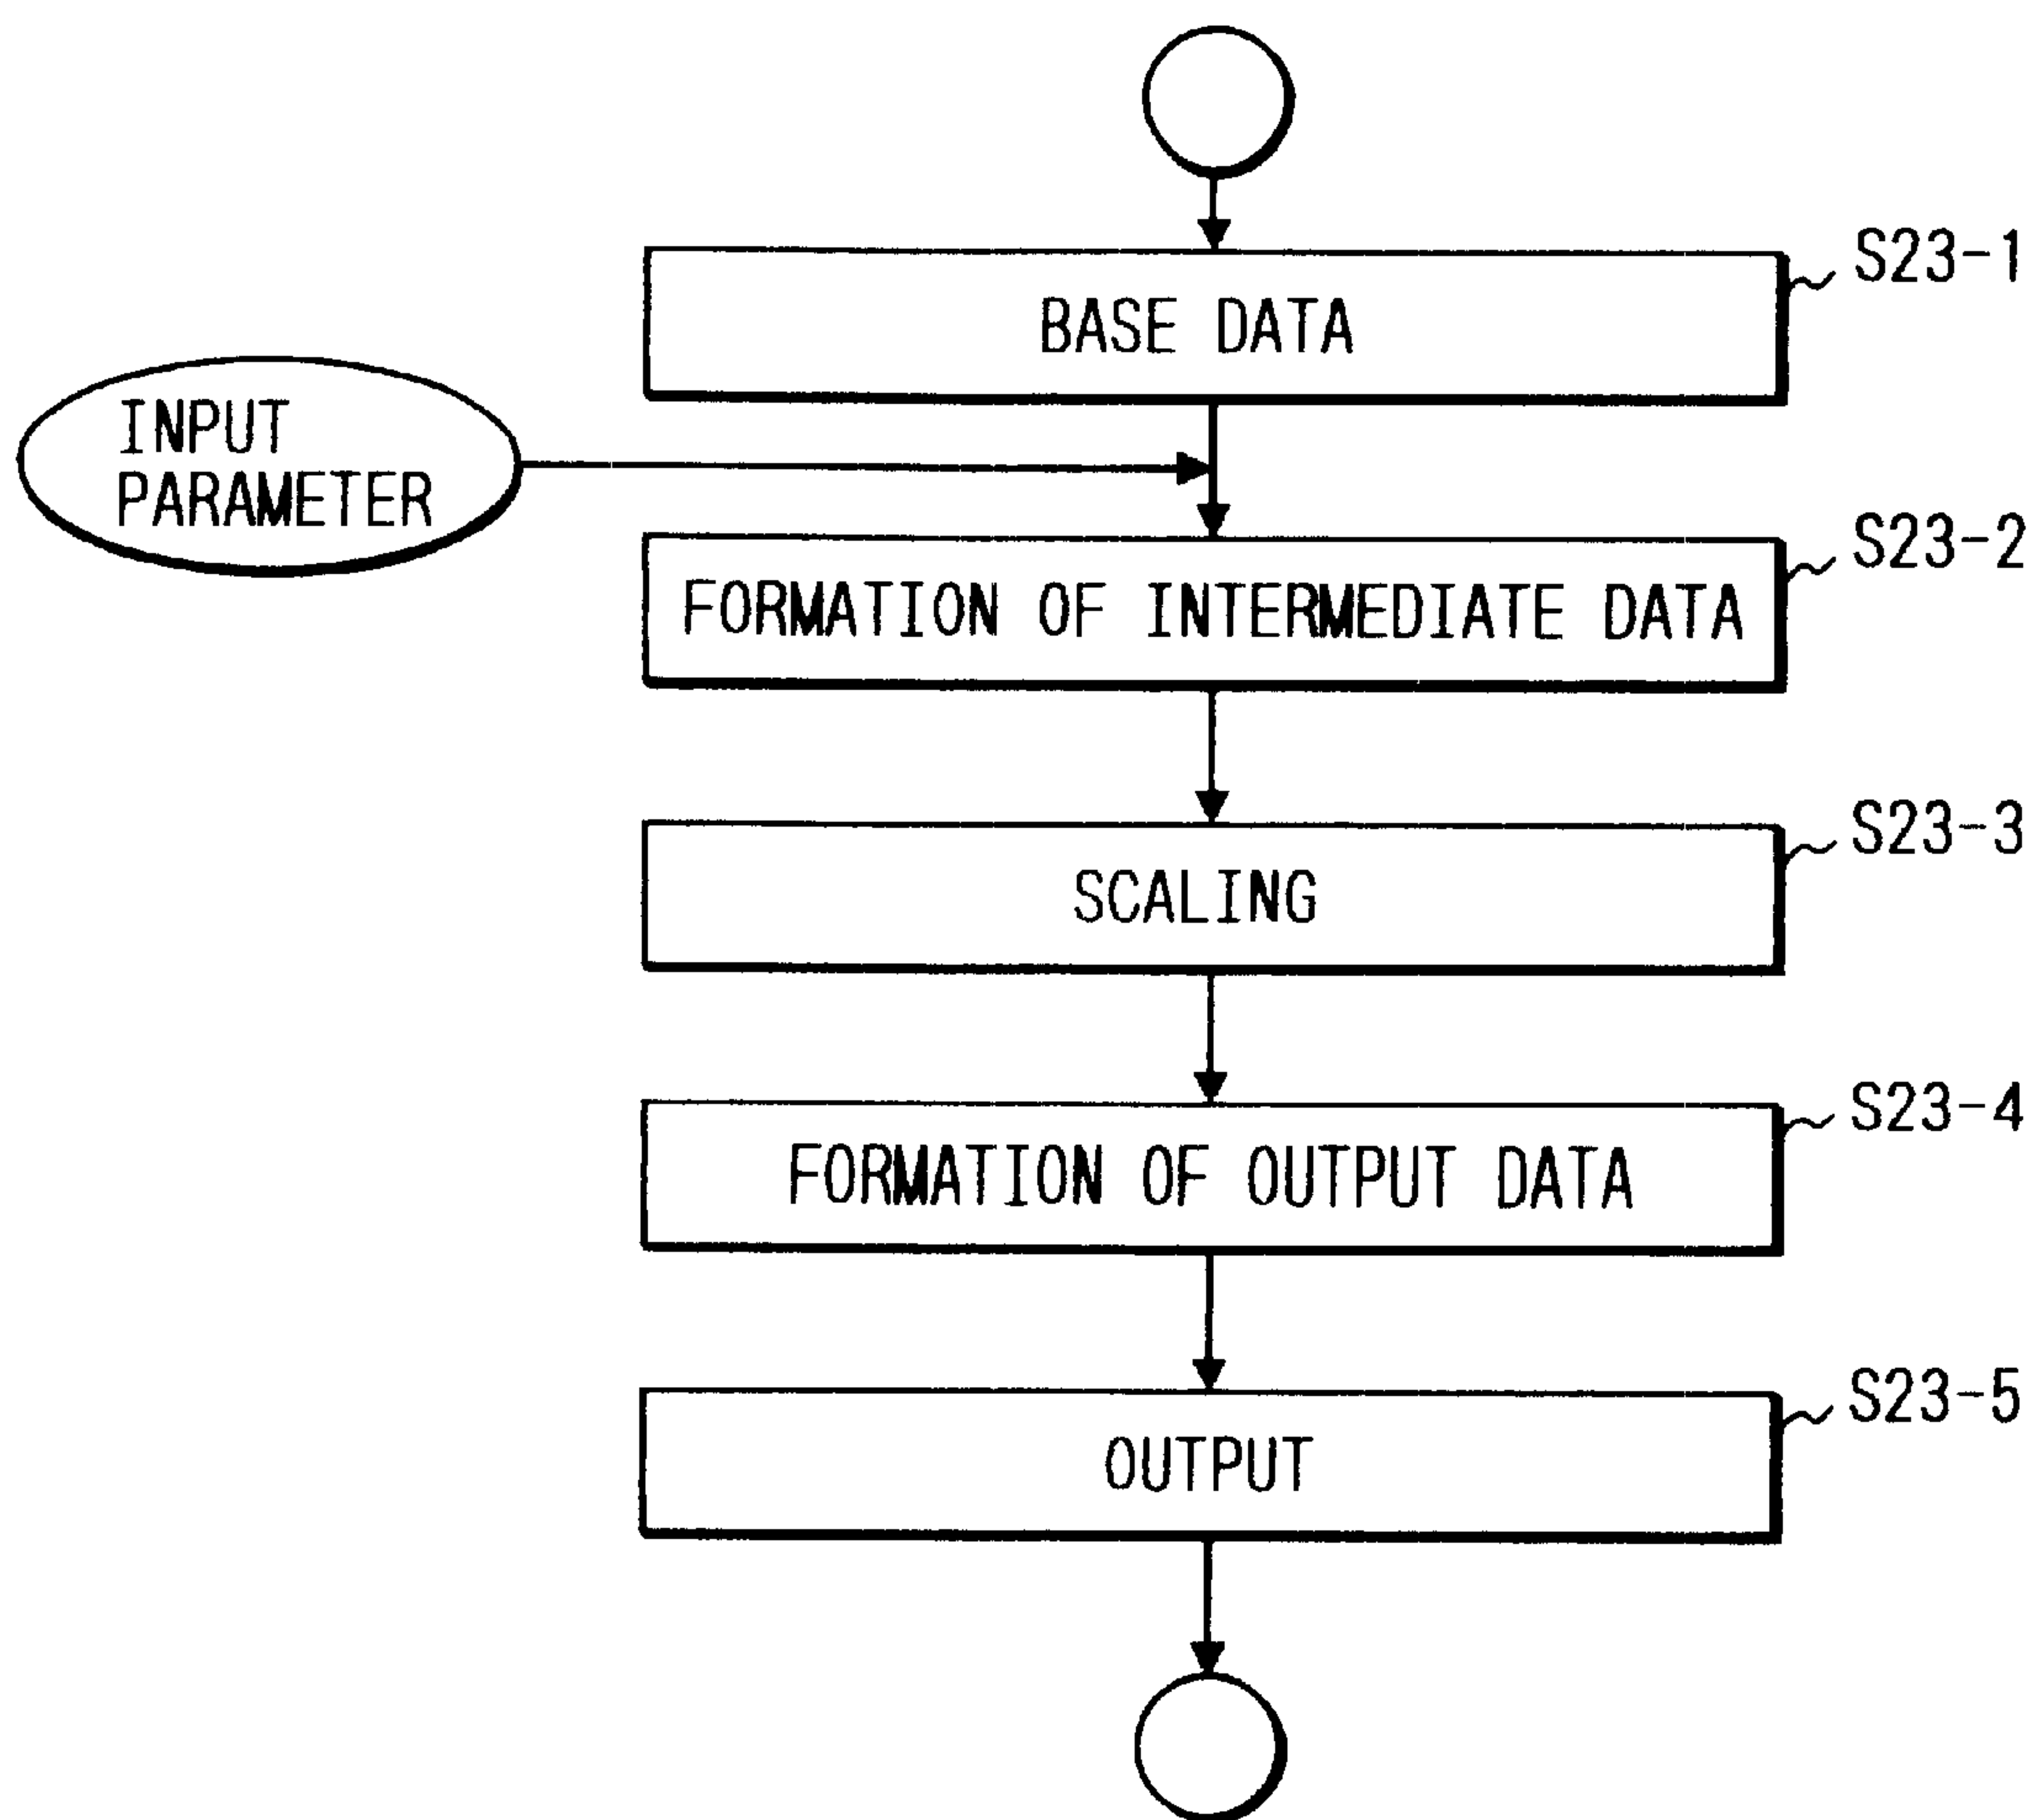 S23-1
BASE DATA
INPUT
PARAMETER
S23-2
FORMATION OF INTERMEDIATE DATA
S23-3
SCALING
S23-4
FORMATION OF OUTPUT DATA
S23-5
OUTPUT